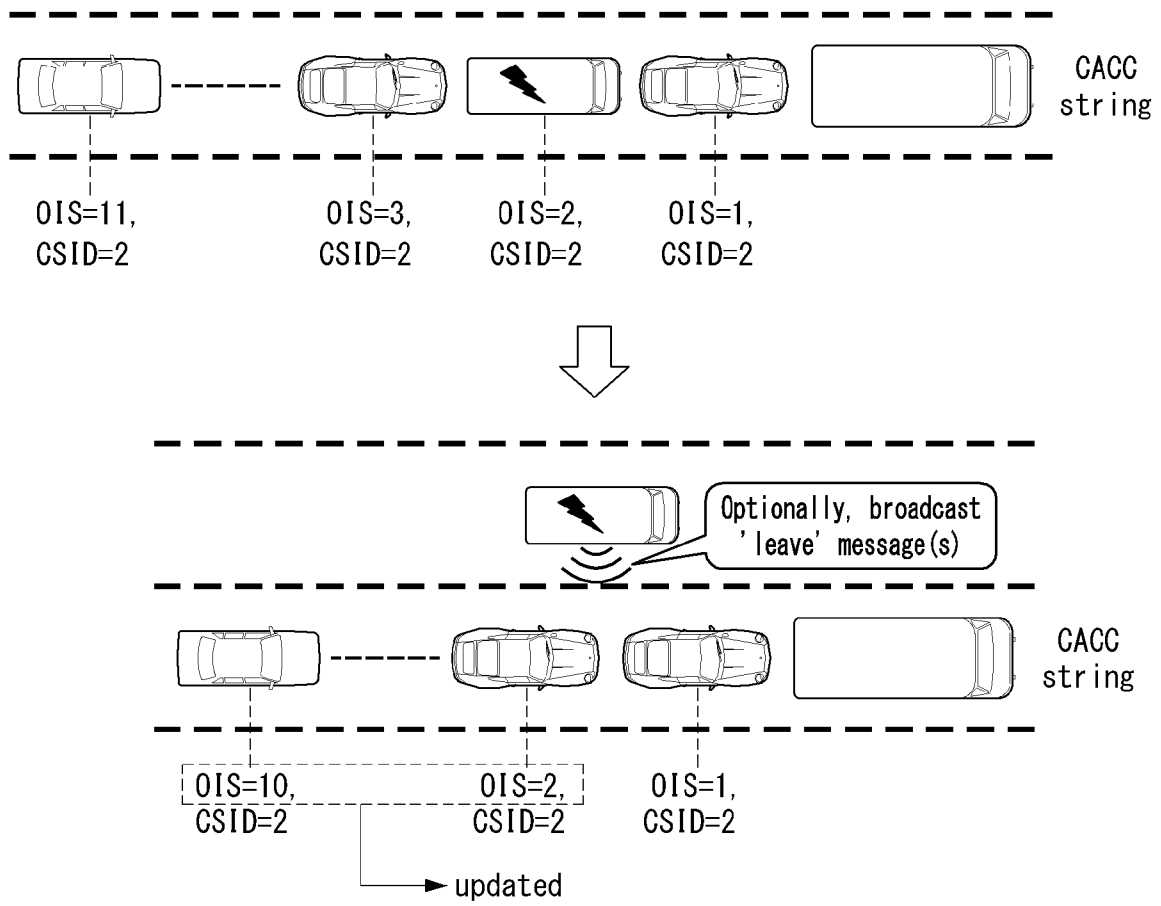 CACC
string
OIS=11,
CSID=2
OIS=3,
CSID=2
OIS=2,
CSID=2
OIS=1,
CSID=2
Optionally, broadcast
'leave' message(s)
CACC
string
OIS=10,
CSID=2
OIS=2,
CSID=2
OIS=1,
CSID=2
updated